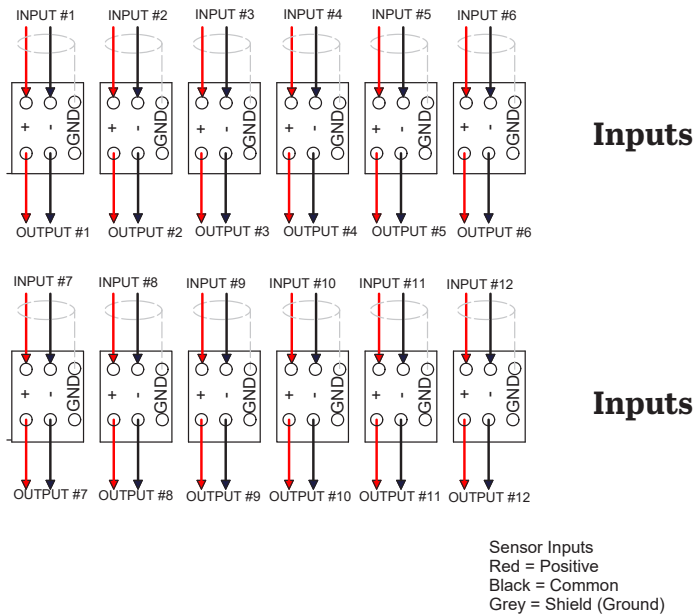 INPUT #1 INPUT #2 INPUT #3 INPUT #4 INPUT #5 INPUT #6
+ - GND + - GND + - GND + - GND + - GND + - GND
Inputs
OUTPUT #1 OUTPUT #2 OUTPUT #3 OUTPUT #4 OUTPUT #5 OUTPUT #6
INPUT #7 INPUT #8 INPUT #9 INPUT #10 INPUT #11 INPUT #12
+ - GND + - GND + - GND + - GND + - GND + - GND
Inputs
OUTPUT #7 OUTPUT #8 OUTPUT #9 OUTPUT #10 OUTPUT #11 OUTPUT #12
Sensor Inputs
Red = Positive
Black = Common
Grey = Shield (Ground)